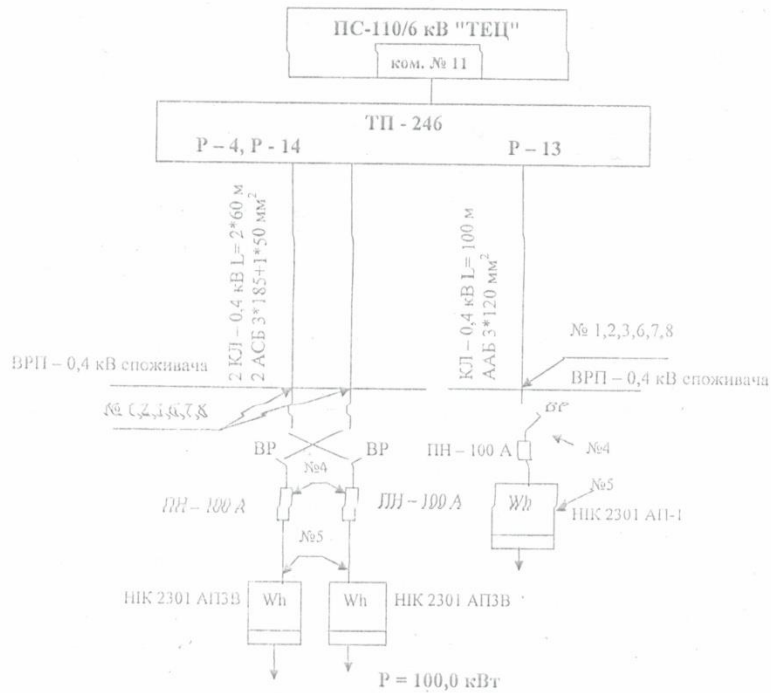 ПС-110/6 кВ "ТЕЦ"
ком. № 11
ТП - 246
Р – 4, Р - 14
Р – 13
2 КЛ – 0,4 кВ L= 2*60 м
2 АСБ 3*185+1*50 мм²
КЛ – 0,4 кВ L= 100 м
ААБ 3*120 мм²
№ 1,2,3,6,7,8
ВРП – 0,4 кВ споживача
ВРП – 0,4 кВ споживача
№ 1,2,3,6,7,8
ВР
ВР
ВР
ПН – 100 А
№4
№4
№5
ПН – 100 А
ПН – 100 А
Wh
НІК 2301 АП-1
№5
НІК 2301 АП3В
Wh
Wh
НІК 2301 АП3В
Р = 100,0 кВт